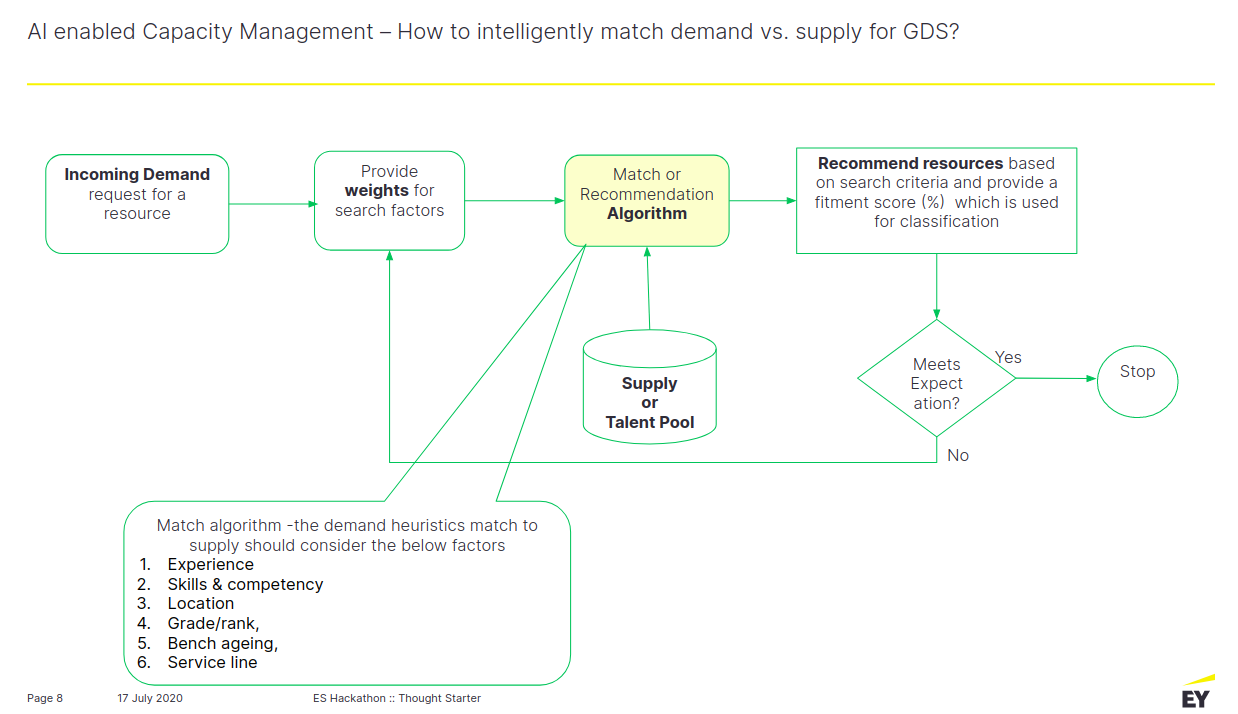 AI enabled Capacity Management – How to intelligently match demand vs. supply for GDS?
Incoming Demand
request for a
resource
Provide
weights for
search factors
Match or
Recommendation
Algorithm
Recommend resources based
on search criteria and provide a
fitment score (%)  which is used
for classification
Supply
or
Talent Pool
Meets
Expect
ation?
Yes
Stop
No
Match algorithm -the demand heuristics match to
supply should consider the below factors
1. Experience
2. Skills & competency
3. Location
4. Grade/rank,
5. Bench ageing,
6. Service line
Page 8
17 July 2020
ES Hackathon :: Thought Starter
EY